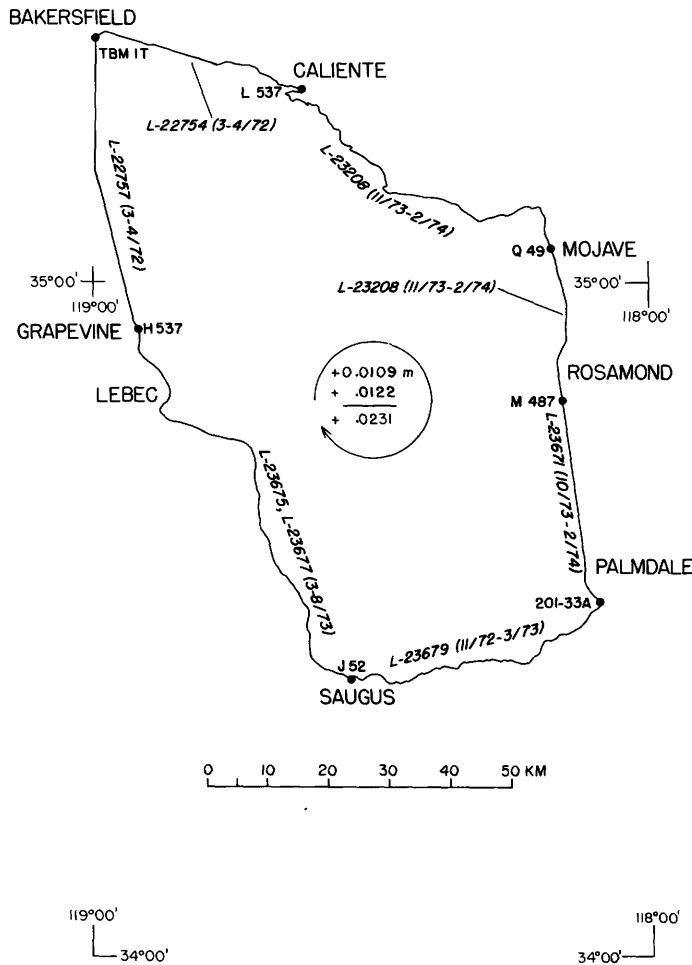 BAKERSFIELD
TBM 1T
CALIENTE
L 537
L-22754 (3-4/72)
L-22757 (3-4/72)
L-23208 (11/73-2/74)
Q 49
MOJAVE
35°00'
119°00'
L-23208 (11/73-2/74)
35°00'
118°00'
GRAPEVINE
H 537
+0.0109 m
+ .0122
+ .0231
ROSAMOND
LEBEC
M 487
L-23671 (10/73-2/74)
L-23675, L-23677 (3-8/73)
PALMDALE
201-33A
L-23679 (11/72-3/73)
J 52
SAUGUS
0 10 20 30 40 50 KM
119°00'
118°00'
34°00'
34°00'